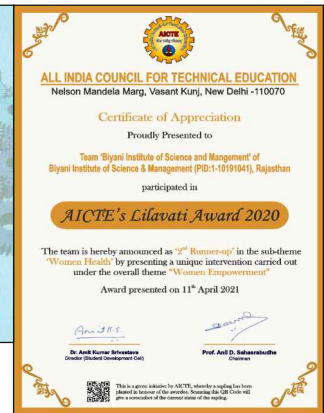 AICTE
ALL INDIA COUNCIL FOR TECHNICAL EDUCATION
Nelson Mandela Marg, Vasant Kunj, New Delhi -110070
Certificate of Appreciation
Proudly Presented to
Team 'Biyani Institute of Science and Mangement' of
Biyani Institute of Science & Management (PID:1-10191041), Rajasthan
participated in
AICTE's Lilavati Award 2020
The team is hereby announced as '2nd Runner-up' in the sub-theme
'Women Health' by presenting a unique intervention carried out
under the overall theme "Women Empowerment"
Award presented on 11th April 2021
Dr. Amit Kumar Srivastava
Director (Student Development Cell)
Prof. Anil D. Sahasrabudhe
Chairman
This is a green initiative by AICTE, whereby a sapling has been
planted in honour of the awardee. Scanning this QR Code will
give a screenshot of the current status of the sapling.